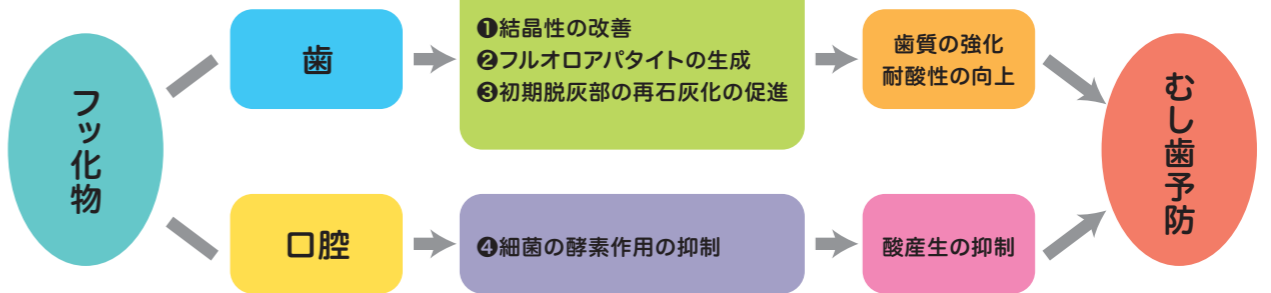 フッ化物
歯
❶結晶性の改善
❷フルオロアパタイトの生成
❸初期脱灰部の再石灰化の促進
歯質の強化
耐酸性の向上
口腔
❹細菌の酵素作用の抑制
酸産生の抑制
むし歯予防